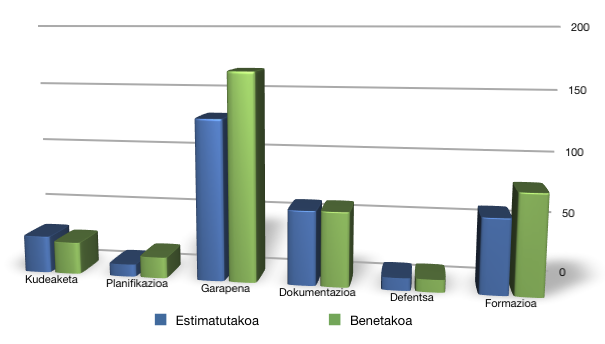 200
150
100
50
0
Kudeaketa
Planifikazioa
Garapena
Dokumentazioa
Defentsa
Formazioa
Estimatutakoa
Benetakoa